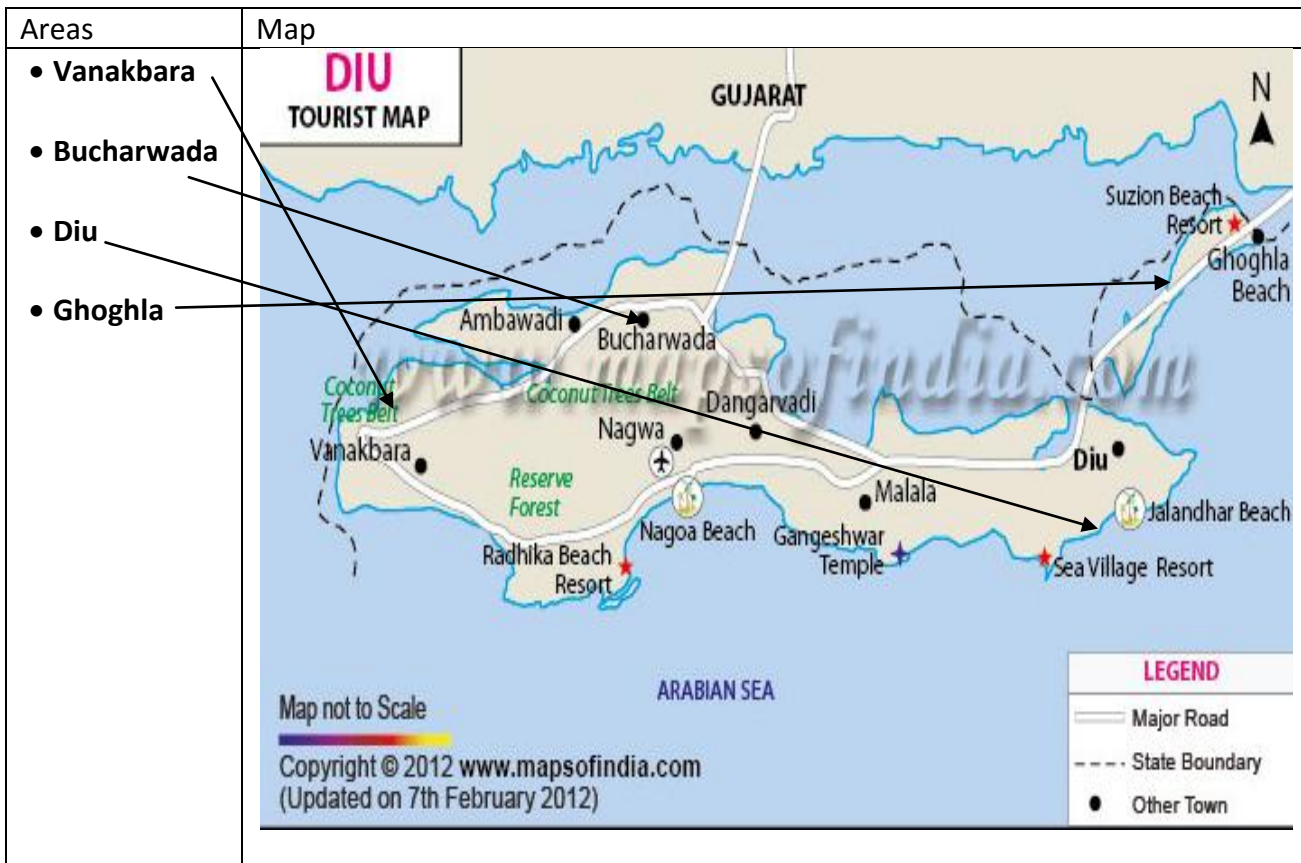 Areas
Map
• Vanakbara
• Bucharwada
• Diu
• Ghoghla
DIU
TOURIST MAP
GUJARAT
N
Suzion Beach
Resort
Ghoghla
Beach
Ambawadi
Bucharwada
www.mapsofindia.com
Coconut
Trees Belt
Coconut Trees Belt
Dangarvadi
Nagwa
Vanakbara
Diu
Reserve
Forest
Malala
Jalandhar Beach
Nagoa Beach
Gangeshwar
Temple
Radhika Beach
Resort
Sea Village Resort
ARABIAN SEA
Map not to Scale
Copyright © 2012 www.mapsofindia.com
(Updated on 7th February 2012)
LEGEND
Major Road
State Boundary
Other Town